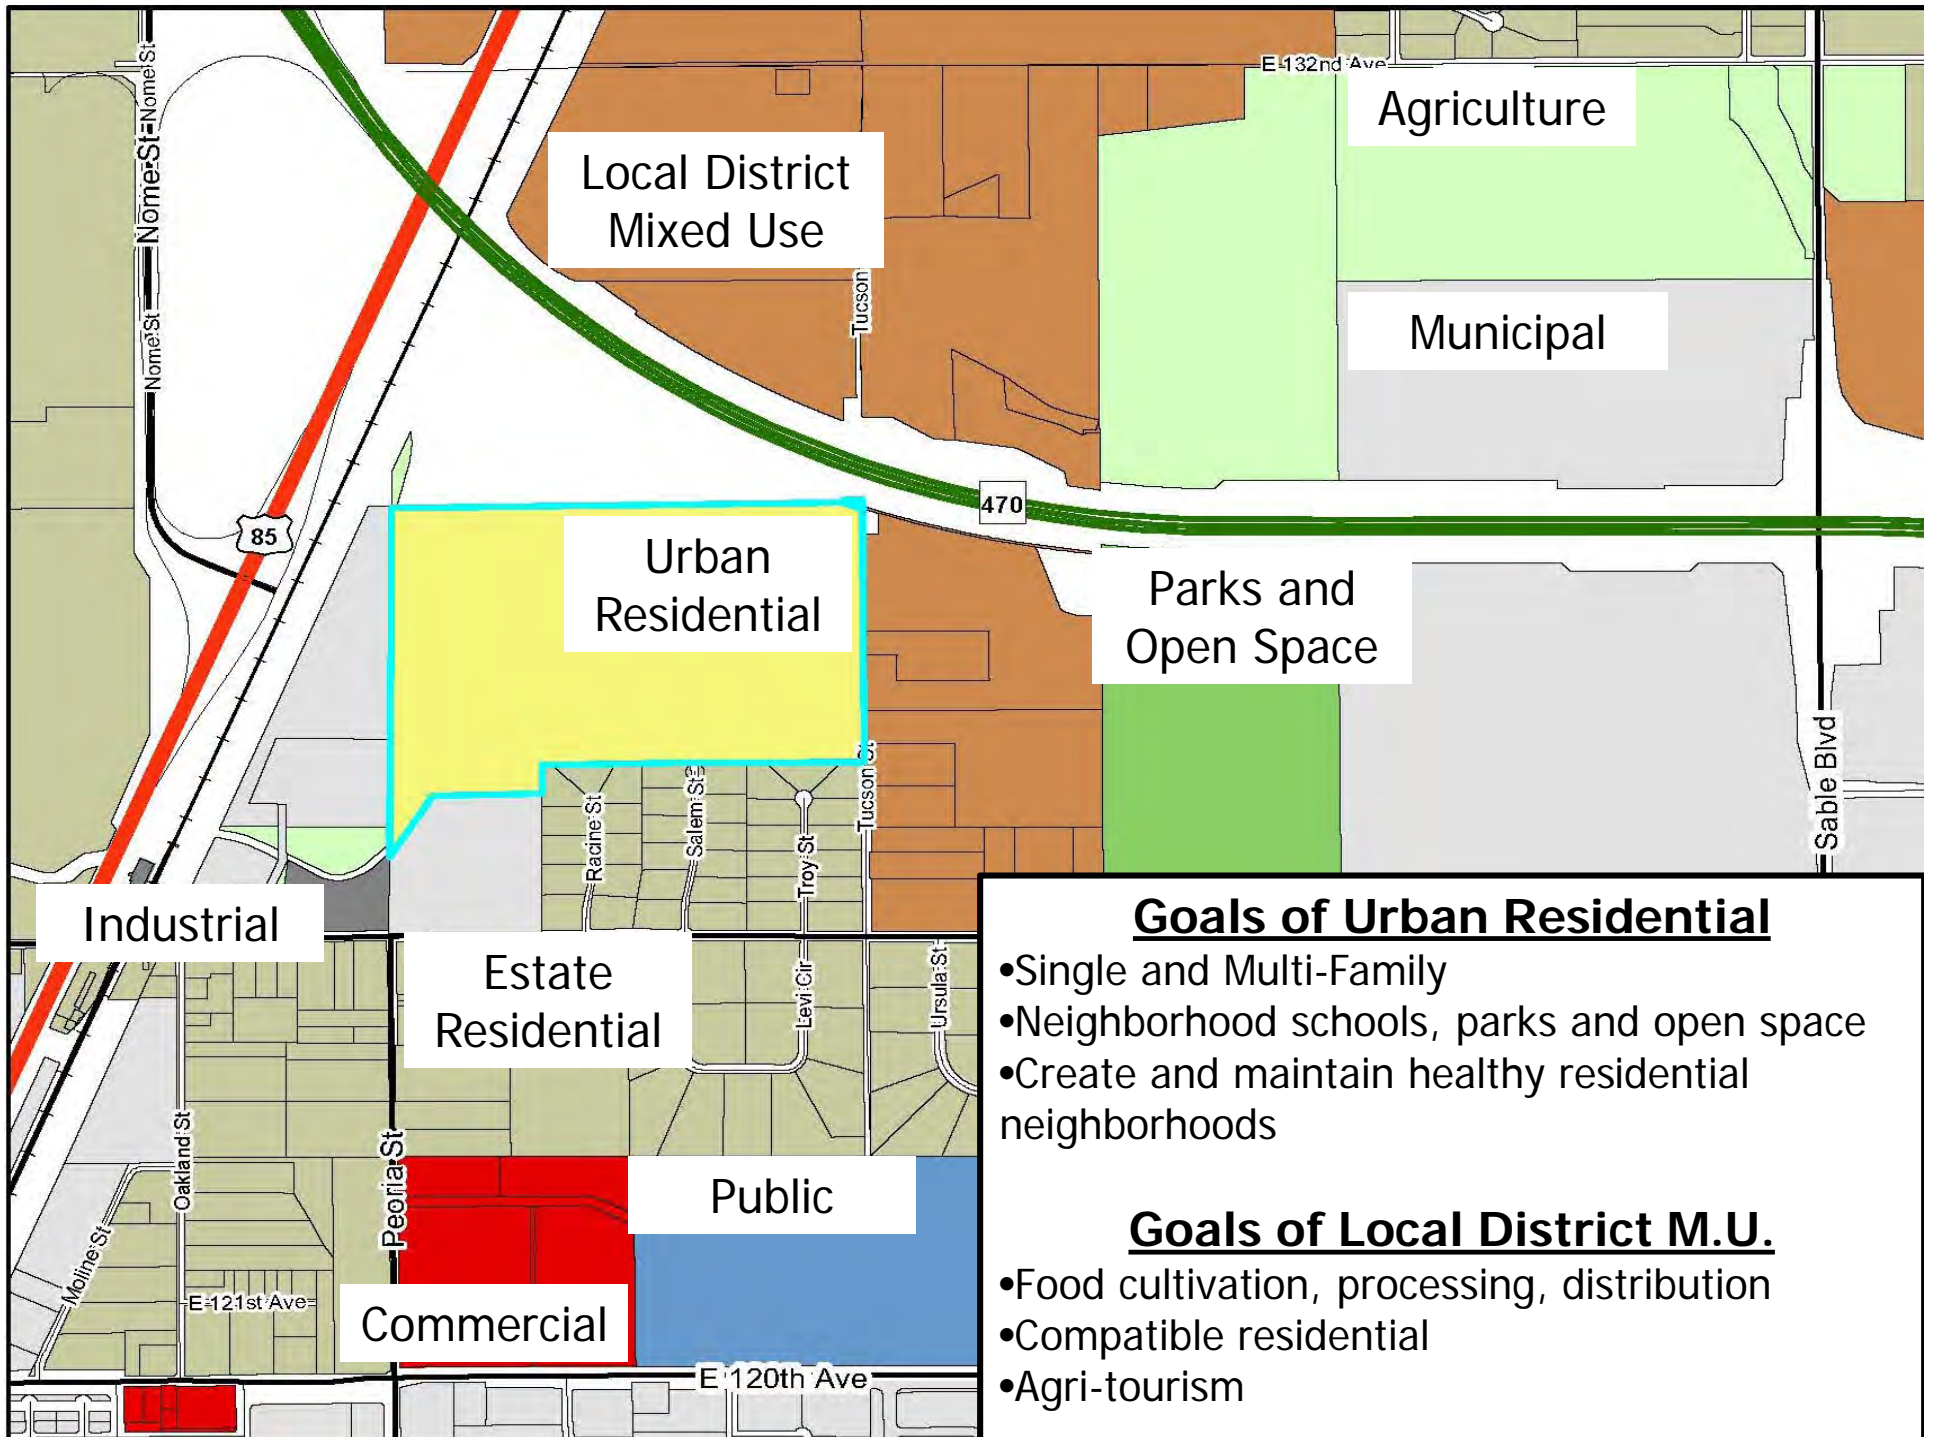 Nome St
Nome St
Nome St
Nome St
E 132nd Ave
Agriculture
Local District
Mixed Use
Tucson
Municipal
470
85
Urban
Residential
Parks and
Open Space
Tucson St
Sable Blvd
Racine St
Salem St
Troy St
Industrial
Estate
Residential
Levi Cir
Ursula St
Oakland St
Peoria St
Moline St
Public
E 121st Ave
Commercial
E 120th Ave
Goals of Urban Residential
•Single and Multi-Family
•Neighborhood schools, parks and open space
•Create and maintain healthy residential
neighborhoods
Goals of Local District M.U.
•Food cultivation, processing, distribution
•Compatible residential
•Agri-tourism